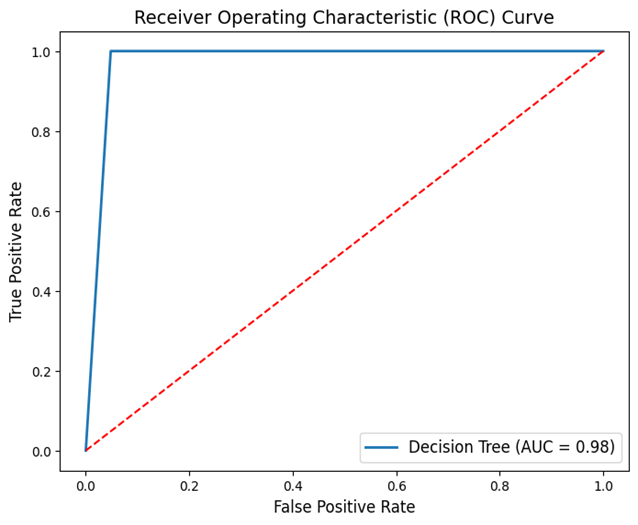 Receiver Operating Characteristic (ROC) Curve
True Positive Rate
1.0
0.8
0.6
0.4
0.2
0.0
Decision Tree (AUC = 0.98)
0.0 0.2 0.4 0.6 0.8 1.0
False Positive Rate